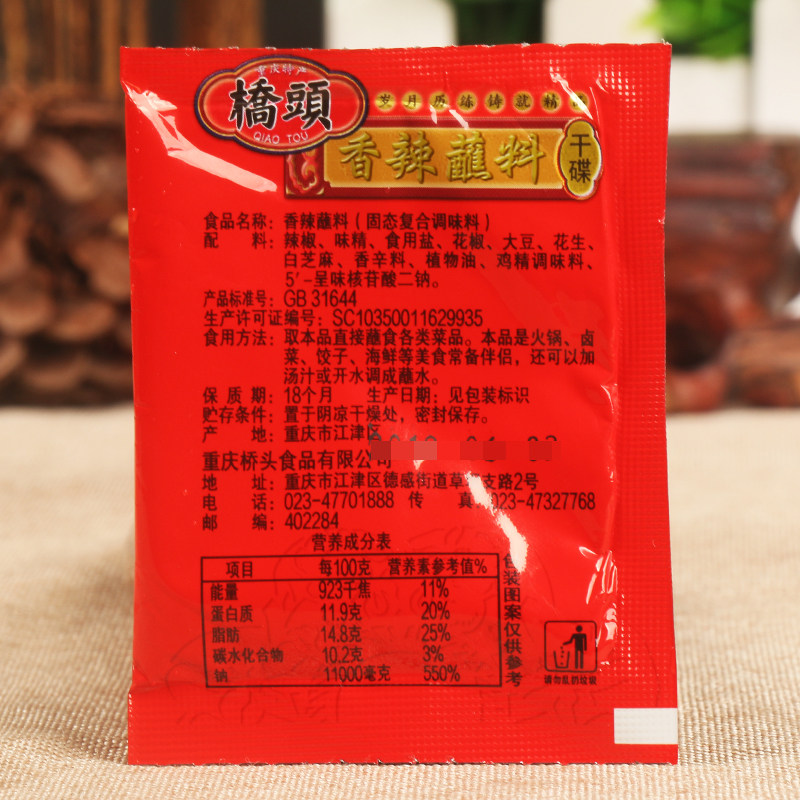 重庆特产
橋頭
QIAO TOU
岁月历练铸就精品
香辣蘸料
干碟
食品名称：香辣蘸料（固态复合调味料）
配 料：辣椒、味精、食用盐、花椒、大豆、花生、
白芝麻、香辛料、植物油、鸡精调味料、
5′-呈味核苷酸二钠。
产品标准号：GB 31644
生产许可证编号：SC10350011629935
食用方法：取本品直接蘸食各类菜品。本品是火锅、卤
菜、饺子、海鲜等美食常备伴侣，还可以加
汤汁或开水调成蘸水。
保 质 期：18个月 生产日期：见包装标识
贮存条件：置于阴凉干燥处，密封保存。
产 地：重庆市江津区
重庆桥头食品有限公司
地 址：重庆市江津区德感街道草 支路2号
电 话：023-47701888 传 真：023-47327768
邮 编：402284
营养成分表
项目 每100克 营养素参考值%
能量 923千焦 11%
蛋白质 11.9克 20%
脂肪 14.8克 25%
碳水化合物 10.2克 3%
钠 11000毫克 550%
包装图案仅供参考
请勿乱扔垃圾